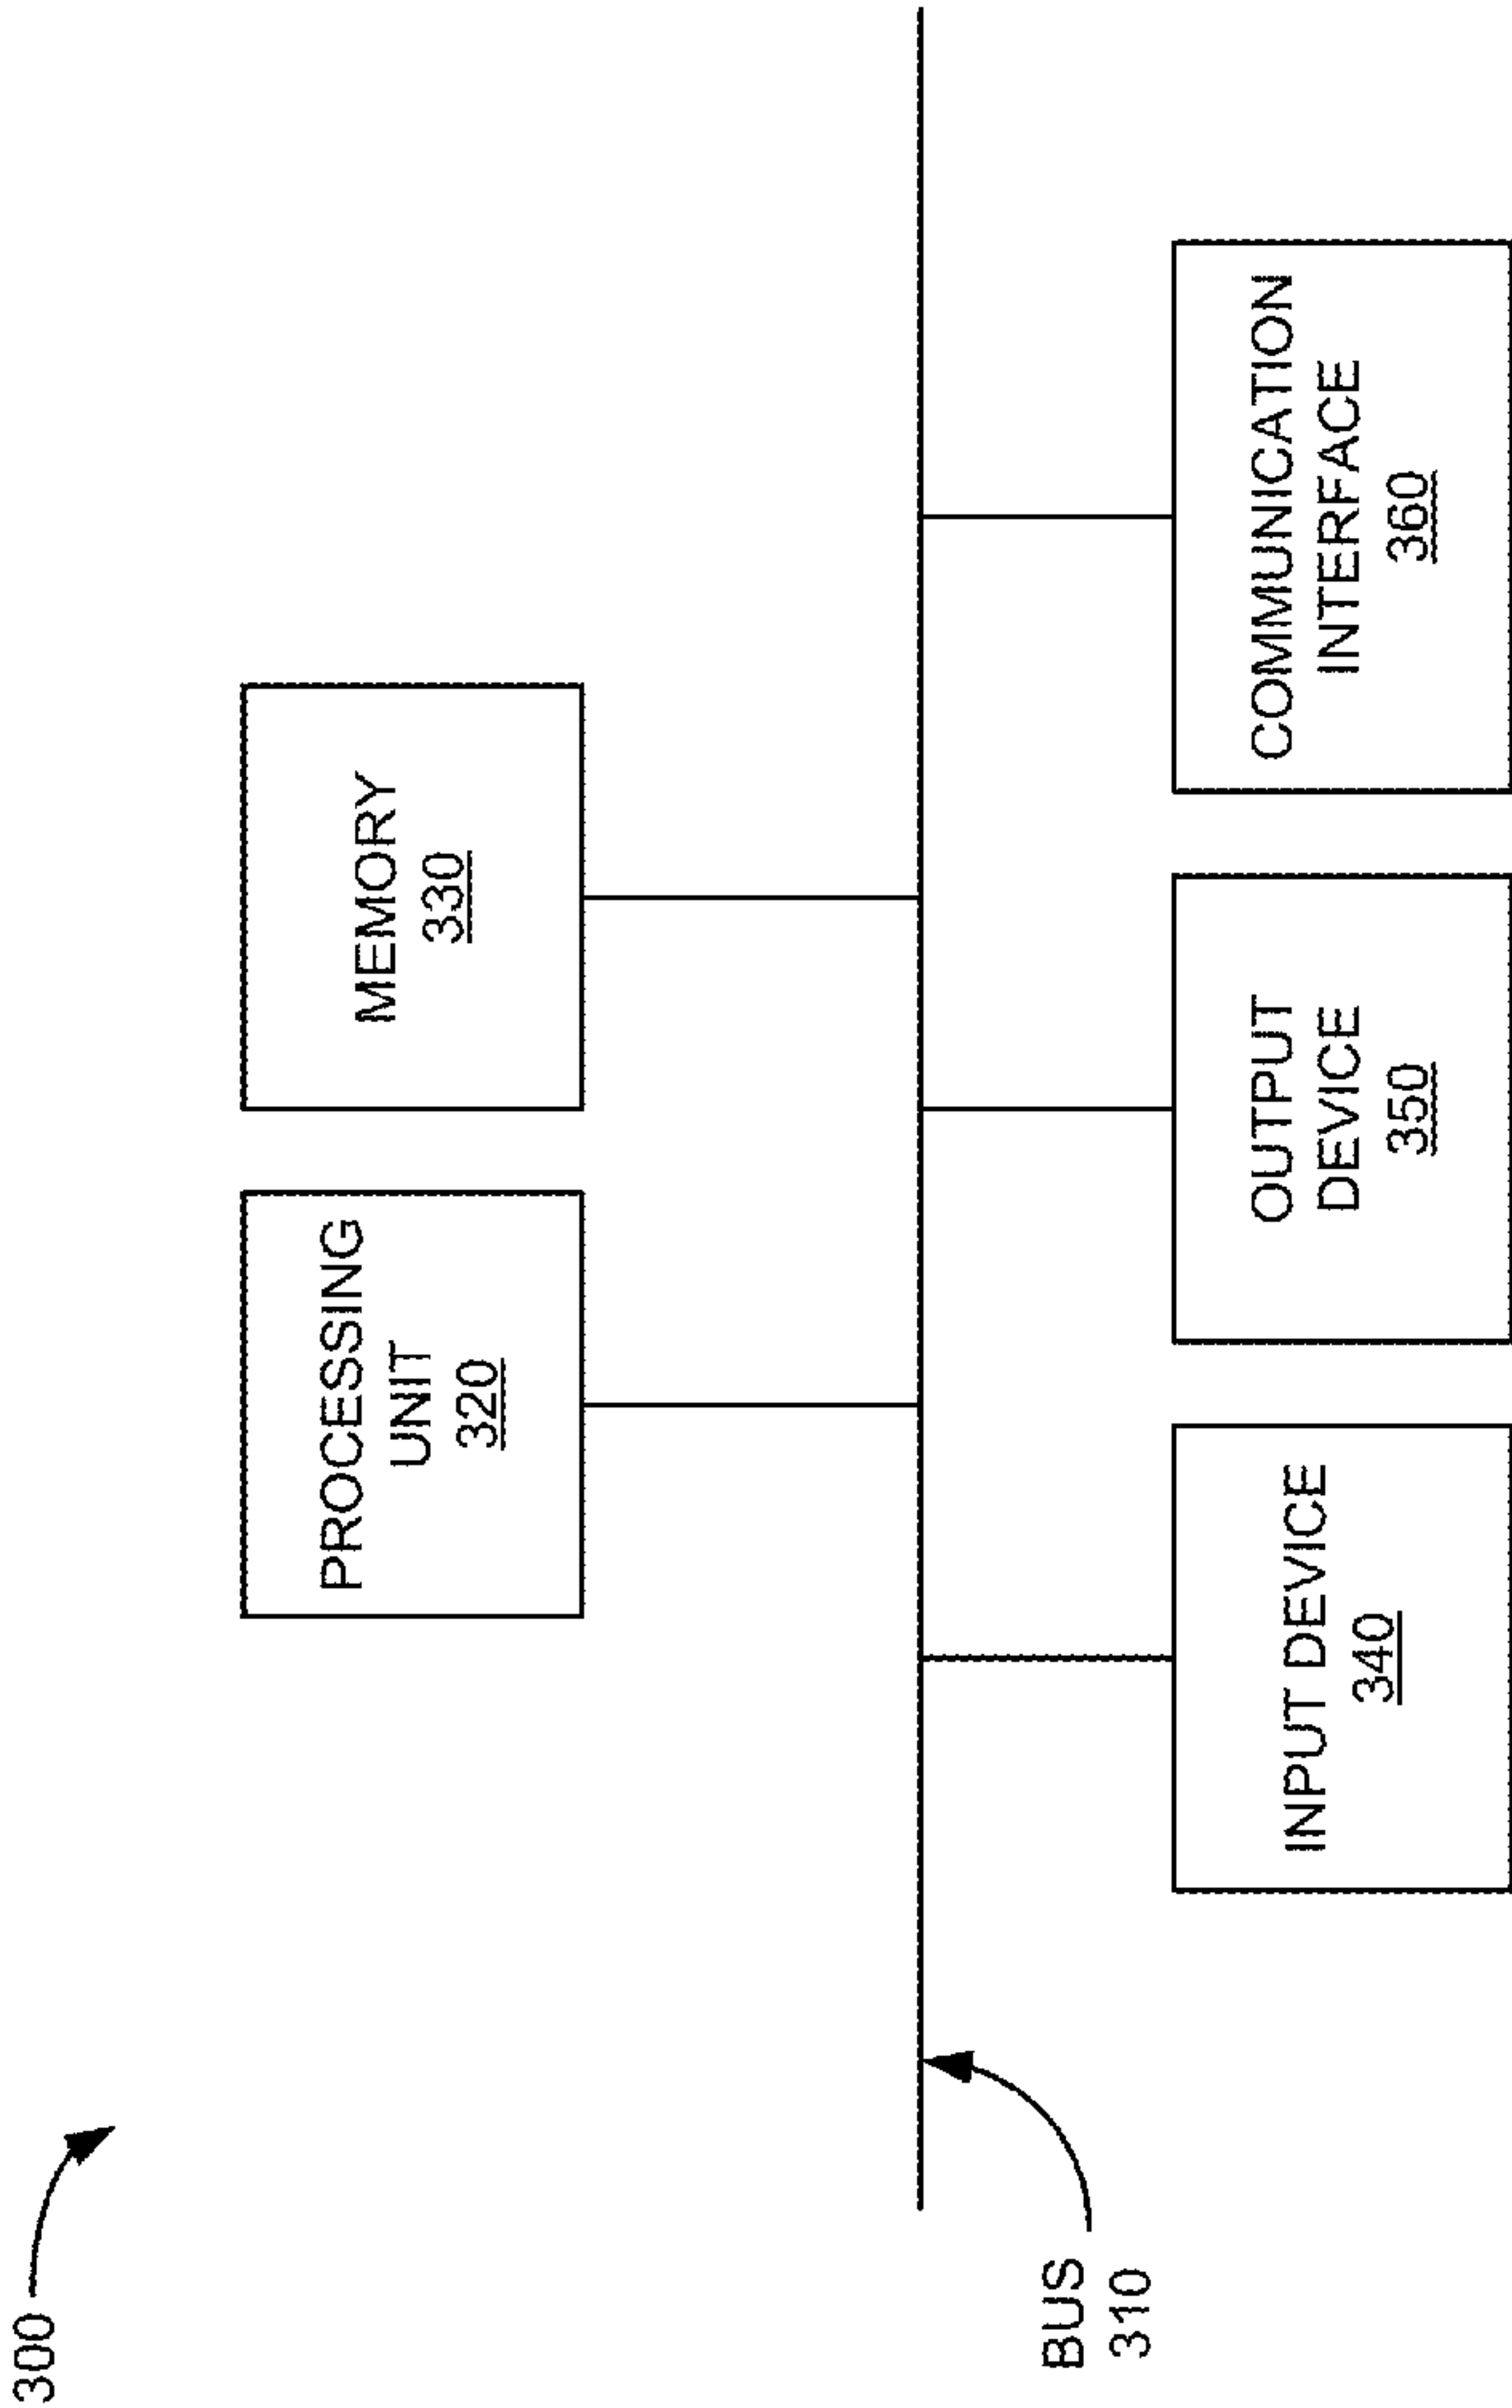 300
PROCESSING
UNIT
320
MEMORY
330
BUS
310
INPUT DEVICE
340
OUTPUT
DEVICE
350
COMMUNICATION
INTERFACE
360